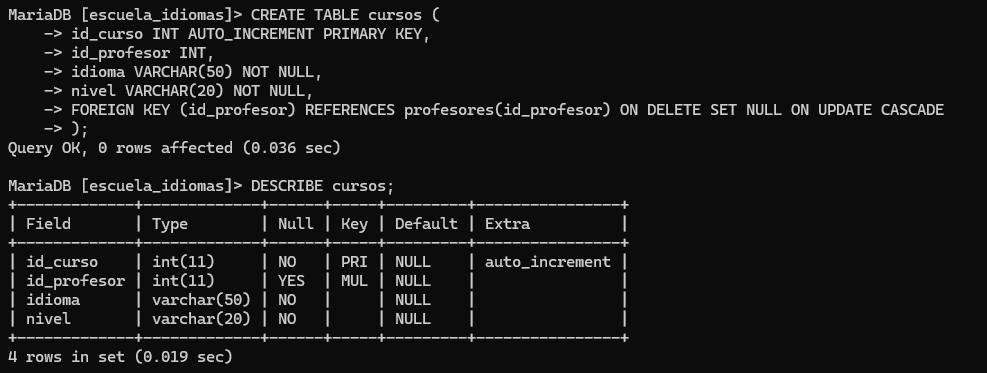 MariaDB [escuela_idiomas]> CREATE TABLE cursos (
    -> id_curso INT AUTO_INCREMENT PRIMARY KEY,
    -> id_profesor INT,
    -> idioma VARCHAR(50) NOT NULL,
    -> nivel VARCHAR(20) NOT NULL,
    -> FOREIGN KEY (id_profesor) REFERENCES profesores(id_profesor) ON DELETE SET NULL ON UPDATE CASCADE
    -> );
Query OK, 0 rows affected (0.036 sec)

MariaDB [escuela_idiomas]> DESCRIBE cursos;
+-------------+-------------+------+-----+---------+----------------+
| Field       | Type        | Null | Key | Default | Extra          |
+-------------+-------------+------+-----+---------+----------------+
| id_curso    | int(11)     | NO   | PRI | NULL    | auto_increment |
| id_profesor | int(11)     | YES  | MUL | NULL    |                |
| idioma      | varchar(50) | NO   |     | NULL    |                |
| nivel       | varchar(20) | NO   |     | NULL    |                |
+-------------+-------------+------+-----+---------+----------------+
4 rows in set (0.019 sec)